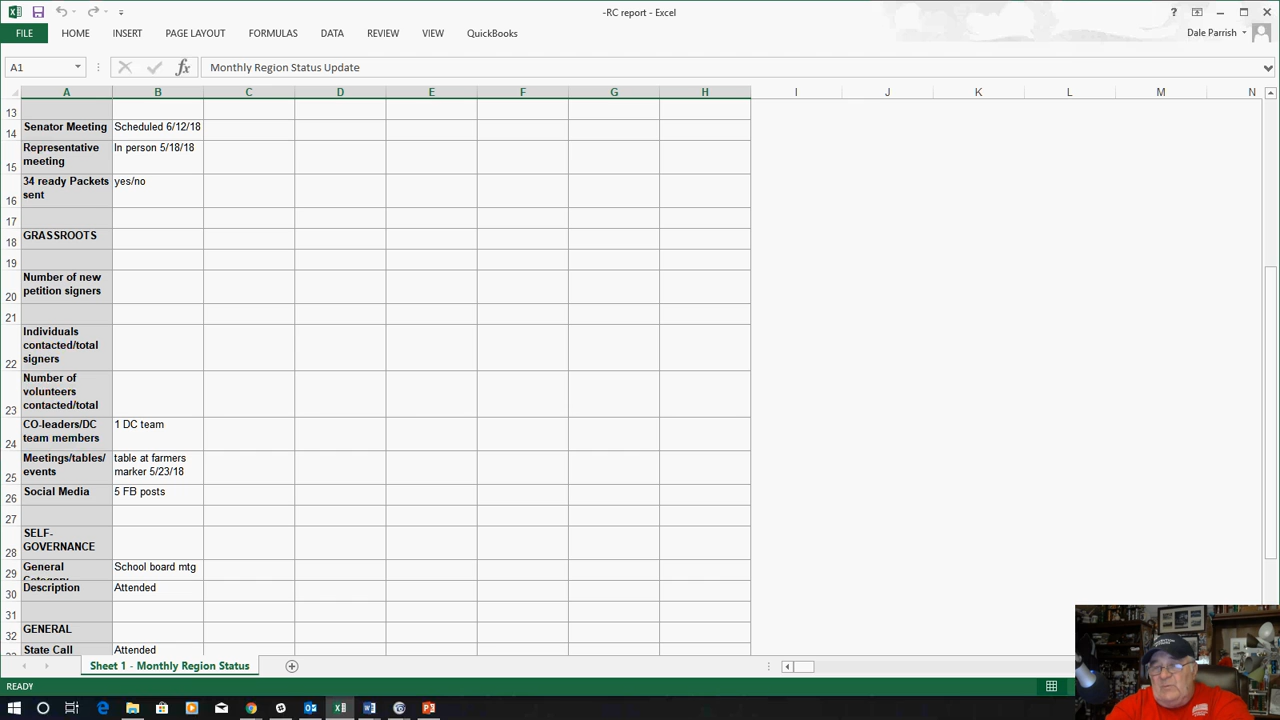 -RC report - Excel
?
FILE
HOME
INSERT
PAGE LAYOUT
FORMULAS
DATA
REVIEW
VIEW
QuickBooks
Dale Parrish
A1
fx
Monthly Region Status Update
A B C D E F G H I J K L M N
13
14 Senator Meeting Scheduled 6/12/18
Representative In person 5/18/18
15 meeting
34 ready Packets yes/no
16 sent
17
18 GRASSROOTS
19
Number of new
20 petition signers
21
Individuals
contacted/total
22 signers
Number of
volunteers
23 contacted/total
CO-leaders/DC 1 DC team
24 team members
Meetings/tables/ table at farmers
25 events marker 5/23/18
26 Social Media 5 FB posts
27
SELF-
28 GOVERNANCE
29 General School board mtg
Category
30 Description Attended
31
32 GENERAL
State Call Attended
Sheet 1 - Monthly Region Status
READY